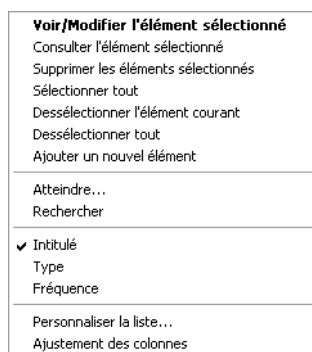 Voir/Modifier l'élément sélectionné
Consulter l'élément sélectionné
Supprimer les éléments sélectionnés
Sélectionner tout
Dessélectionner l'élément courant
Dessélectionner tout
Ajouter un nouvel élément
Atteindre...
Rechercher
Intitulé
Type
Fréquence
Personnaliser la liste...
Ajustement des colonnes